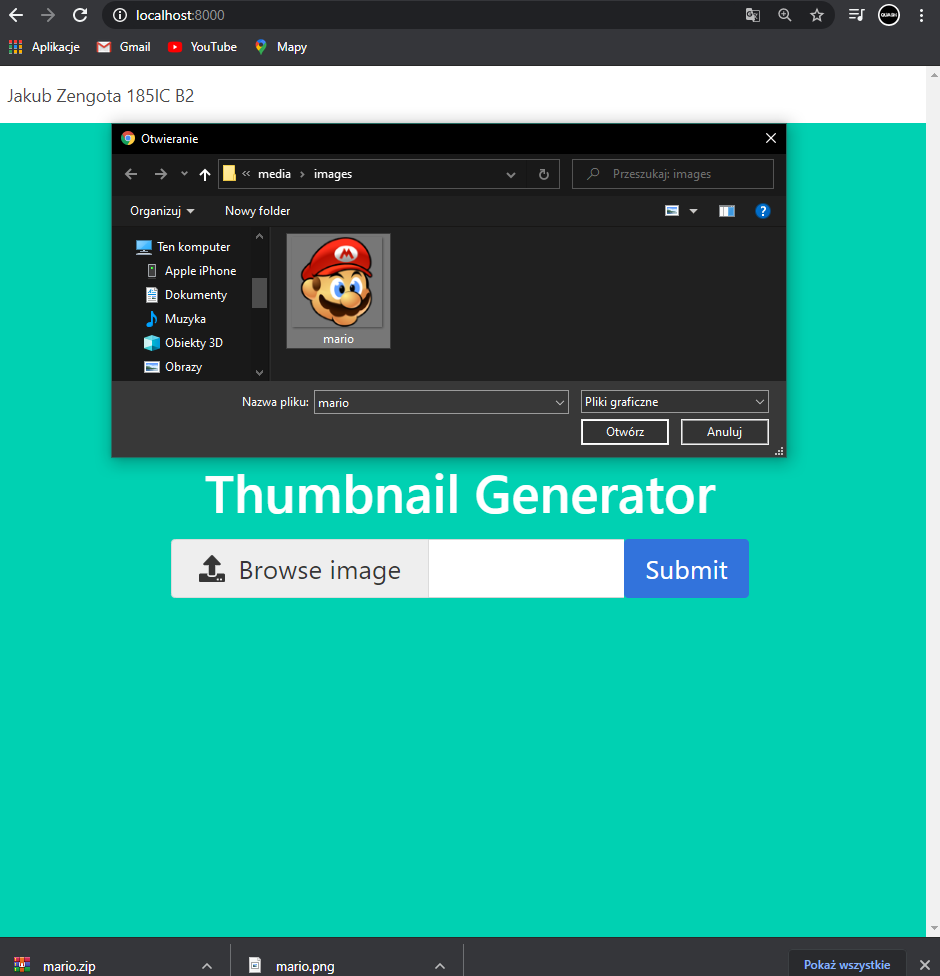 localhost:8000
Aplikacje Gmail YouTube Mapy
Jakub Zengota 185IC B2
Otwieranie
« media › images Przeszukaj: images
Organizuj Nowy folder
Ten komputer
Apple iPhone
Dokumenty
Muzyka
Obiekty 3D
Obrazy
M
mario
Nazwa pliku: mario Pliki graficzne
Otwórz Anuluj
Thumbnail Generator
Browse image Submit
mario.zip mario.png Pokaż wszystkie